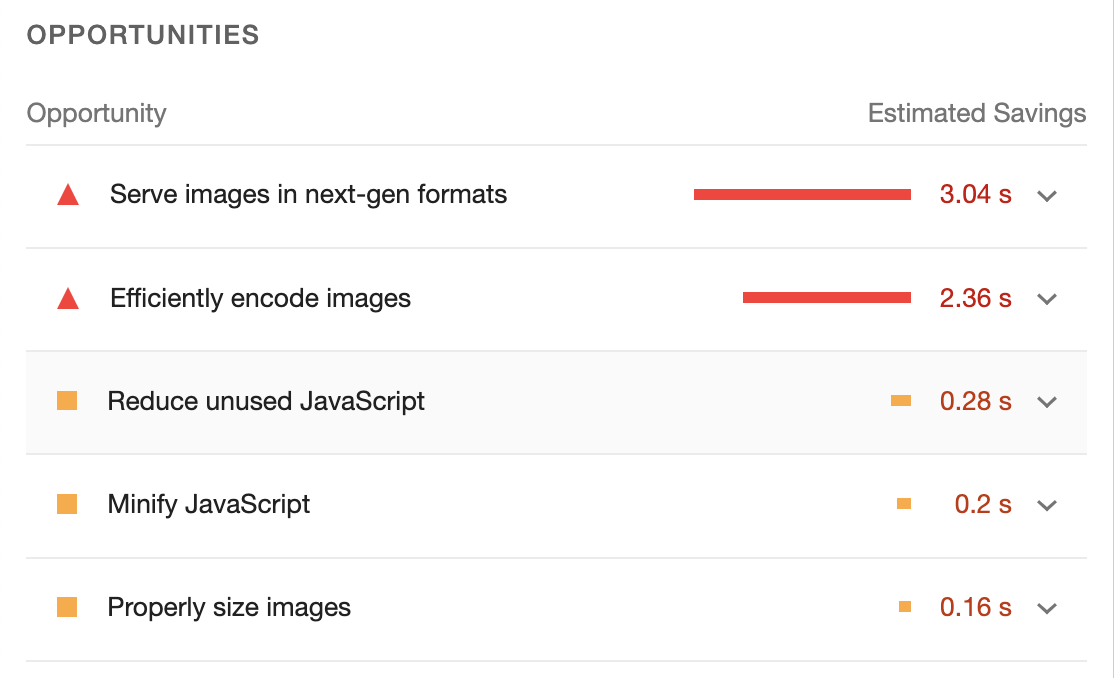 OPPORTUNITIES
Opportunity Estimated Savings
Serve images in next-gen formats 3.04 s
Efficiently encode images 2.36 s
Reduce unused JavaScript 0.28 s
Minify JavaScript 0.2 s
Properly size images 0.16 s